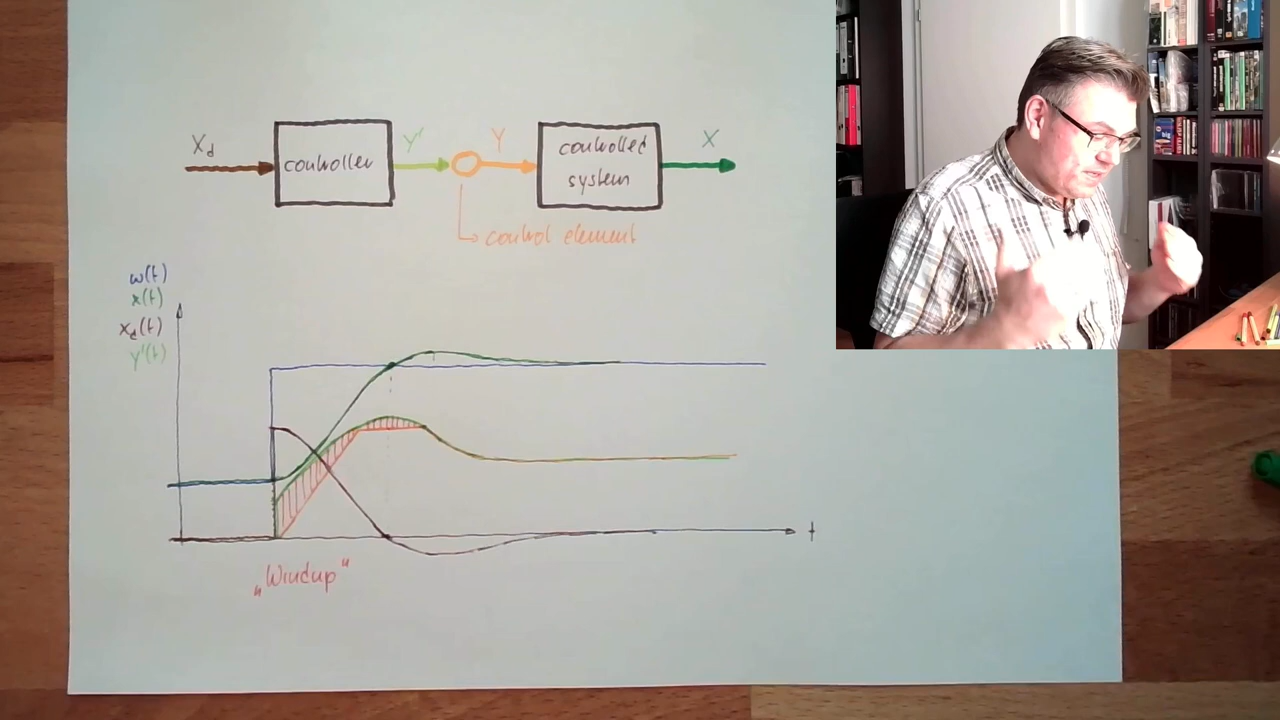 Xd
controller
Y'
Y
controlled
system
X
control element
w(t)
x(t)
xd(t)
y'(t)
t
„Windup“